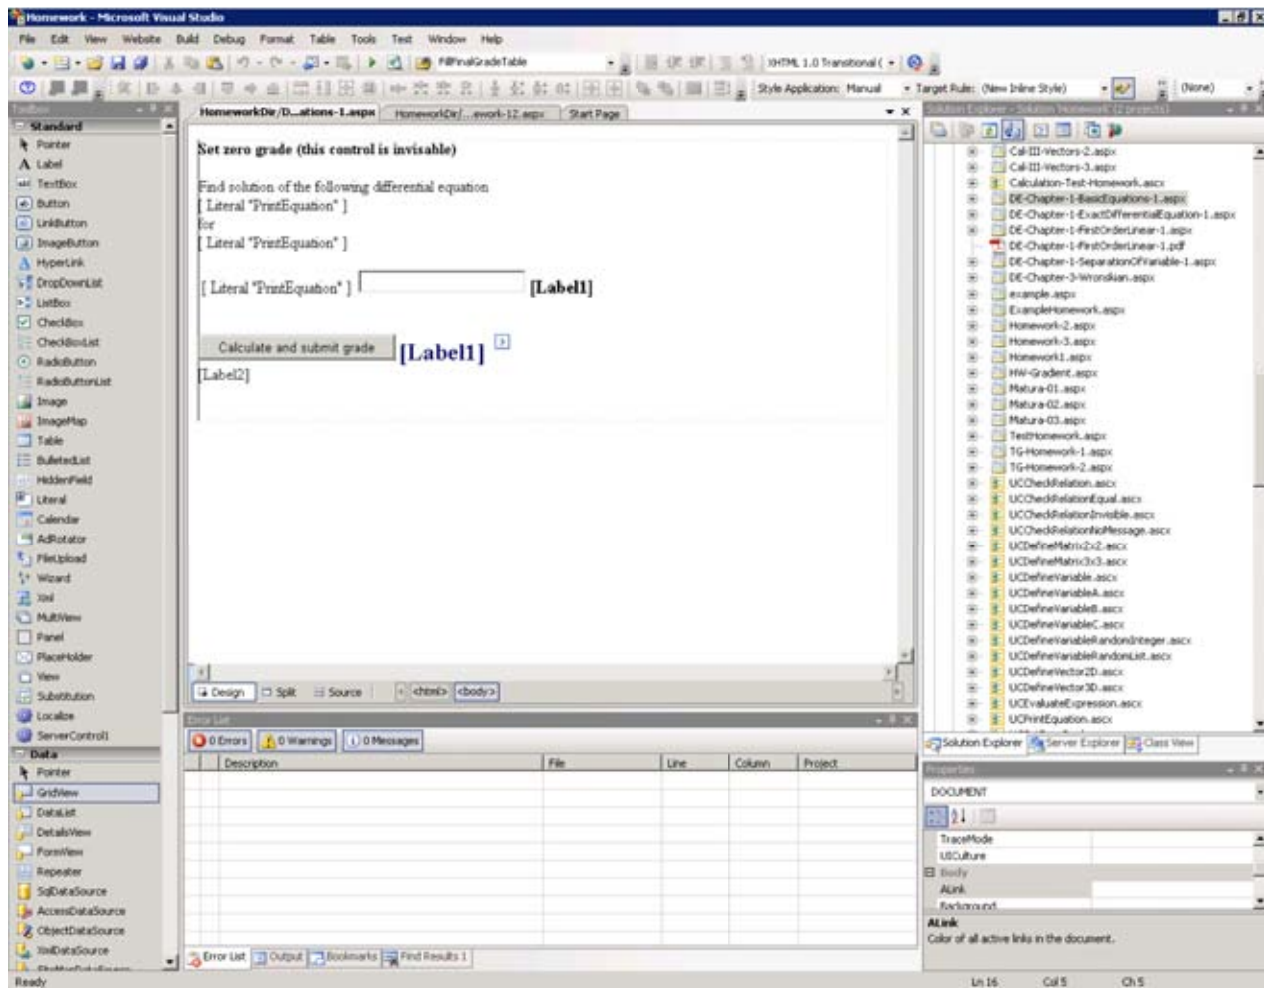 Homework - Microsoft Visual Studio
File Edit View Website Build Debug Format Table Tools Test Window Help
FillFinalGradeTable
XHTML 1.0 Transitional (
Style Application: Manual
Target Rule: (New Inline Style)
(None)
Toolbox
Standard
Pointer
Label
TextBox
Button
LinkButton
ImageButton
HyperLink
DropDownList
ListBox
CheckBox
CheckBoxList
RadioButton
RadioButtonList
Image
ImageMap
Table
BulletedList
HiddenField
Literal
Calendar
AdRotator
FileUpload
Wizard
Xml
MultiView
Panel
PlaceHolder
View
Substitution
Localize
ServerControl1
Data
Pointer
GridView
DataList
DetailsView
FormView
Repeater
SqlDataSource
AccessDataSource
ObjectDataSource
XmlDataSource
HomeworkDir/D...ations-1.aspx
HomeworkDir/...ework-12.aspx
Start Page
Set zero grade (this control is invisable)
Find solution of the following differential equation
[ Literal "PrintEquation" ]
for
[ Literal "PrintEquation" ]
[ Literal "PrintEquation" ] [Label1]
Calculate and submit grade [Label1]
[Label2]
Design Split Source <html> <body>
Error List
0 Errors 0 Warnings 0 Messages
Description File Line Column Project
Error List Output Bookmarks Find Results 1
Solution Explorer - Solution 'Homework' (2 projects)
Cal-III-Vectors-2.aspx
Cal-III-Vectors-3.aspx
Calculation-Test-Homework.ascx
DE-Chapter-1-BasicEquations-1.aspx
DE-Chapter-1-ExactDifferentialEquation-1.aspx
DE-Chapter-1-FirstOrderLinear-1.aspx
DE-Chapter-1-FirstOrderLinear-1.pdf
DE-Chapter-1-SeparationOfVariable-1.aspx
DE-Chapter-3-Wronskian.aspx
example.aspx
ExampleHomework.aspx
Homework-2.aspx
Homework-3.aspx
Homework1.aspx
HW-Gradient.aspx
Matura-01.aspx
Matura-02.aspx
Matura-03.aspx
TestHomework.aspx
TG-Homework-1.aspx
TG-Homework-2.aspx
UCCheckRelation.ascx
UCCheckRelationEqual.ascx
UCCheckRelationInvisible.ascx
UCCheckRelationNoMessage.ascx
UCDefineMatrix2x2.ascx
UCDefineMatrix3x3.ascx
UCDefineVariable.ascx
UCDefineVariableA.ascx
UCDefineVariableB.ascx
UCDefineVariableC.ascx
UCDefineVariableRandomInteger.ascx
UCDefineVariableRandomList.ascx
UCDefineVector2D.ascx
UCDefineVector3D.ascx
UCEvaluateExpression.ascx
UCPrintEquation.ascx
Solution Explorer Server Explorer Class View
Properties
DOCUMENT
TraceMode
UICulture
Body
ALink
Background
ALink
Color of all active links in the document.
Ready
Ln 16 Col 5 Ch 5